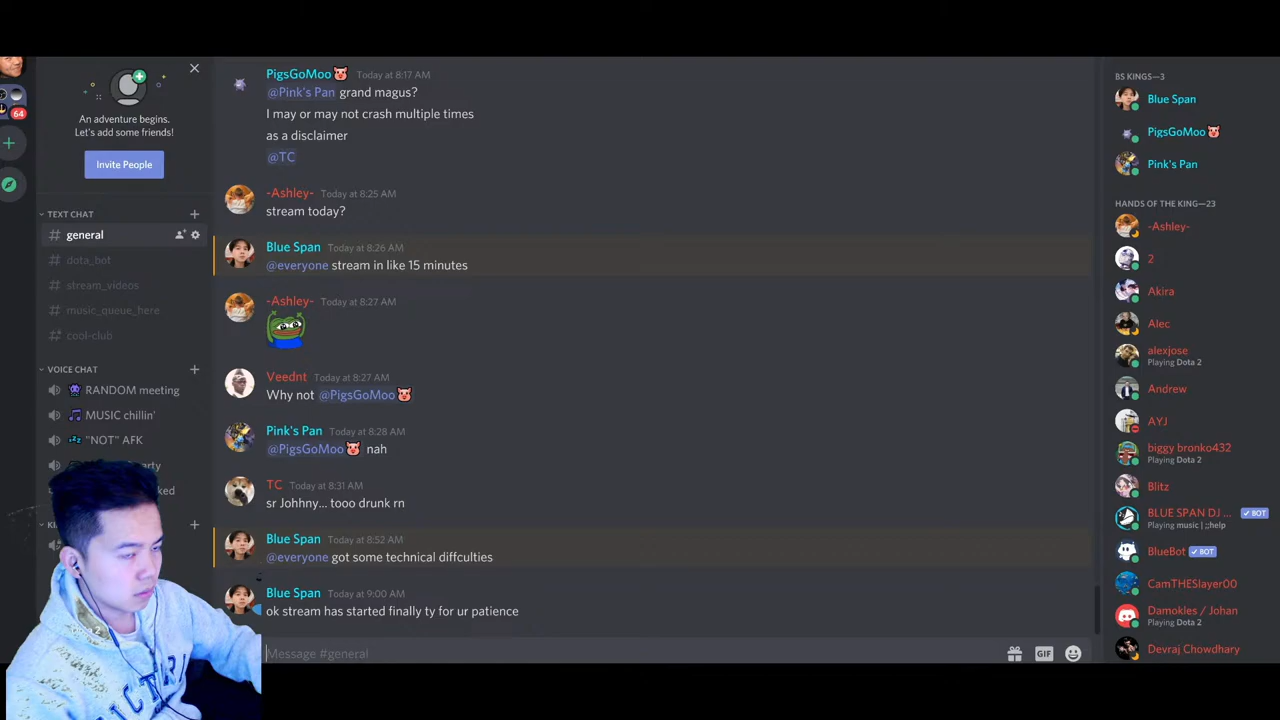 An adventure begins.
Let's add some friends!
Invite People
64
TEXT CHAT
# general
# dota_bot
# stream_videos
# music_queue_here
# cool-club
VOICE CHAT
RANDOM meeting
MUSIC chillin'
"NOT" AFK
PigsGoMoo Today at 8:17 AM
@Pink's Pan grand magus?
I may or may not crash multiple times
as a disclaimer
@TC
-Ashley- Today at 8:25 AM
stream today?
Blue Span Today at 8:26 AM
@everyone stream in like 15 minutes
-Ashley- Today at 8:27 AM
Veednt Today at 8:27 AM
Why not @PigsGoMoo
Pink's Pan Today at 8:28 AM
@PigsGoMoo nah
TC Today at 8:31 AM
sr Johhny... tooo drunk rn
Blue Span Today at 8:52 AM
@everyone got some technical diffculties
Blue Span Today at 9:00 AM
ok stream has started finally ty for ur patience
Message #general
GIF
BS KINGS—3
Blue Span
PigsGoMoo
Pink's Pan
HANDS OF THE KING—23
-Ashley-
2
Akira
Alec
alexjose
Playing Dota 2
Andrew
AYJ
biggy bronko432
Playing Dota 2
Blitz
BLUE SPAN DJ ... BOT
Playing music | ;;help
BlueBot BOT
CamTHESlayer00
Damokles / Johan
Playing Dota 2
Devraj Chowdhary